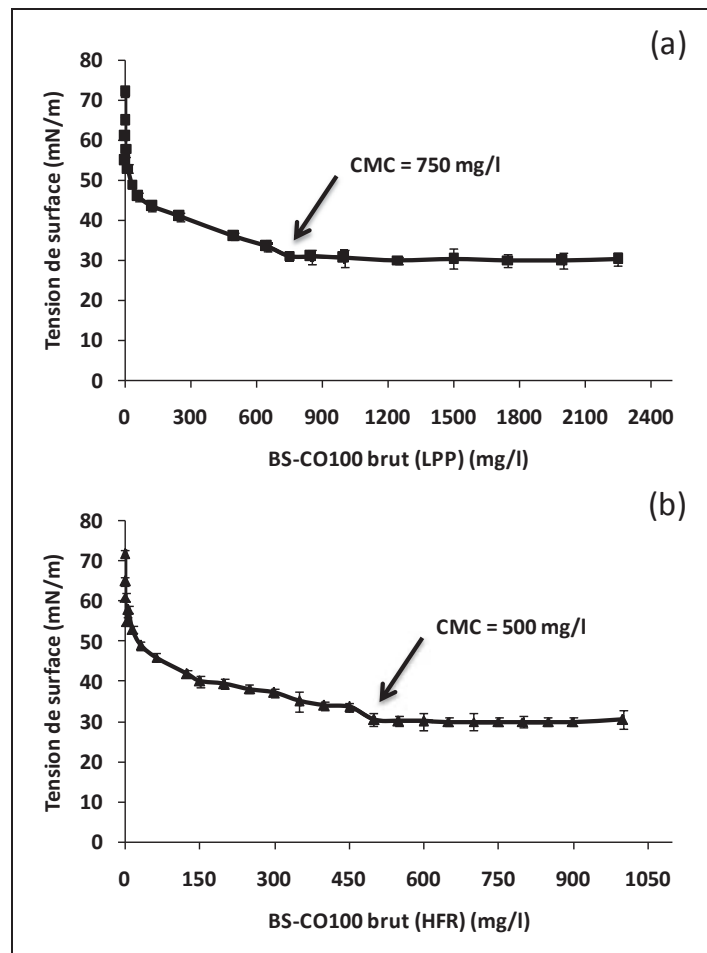 (a)
Tension de surface (mN/m)
80
70
60
50
40
30
20
10
0
CMC = 750 mg/l
0 300 600 900 1200 1500 1800 2100 2400
BS-CO100 brut (LPP) (mg/l)
(b)
Tension de surface (mN/m)
80
70
60
50
40
30
20
10
0
CMC = 500 mg/l
0 150 300 450 600 750 900 1050
BS-CO100 brut (HFR) (mg/l)